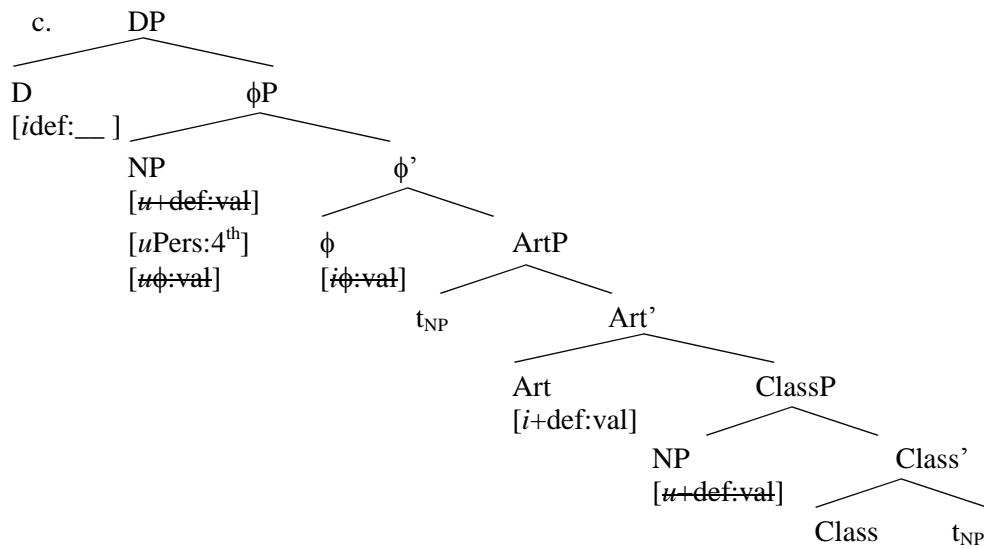 c. DP
D ϕP
[idef:__ ]
NP ϕ’
[u+def:val]
[uPers:4th] ϕ ArtP
[uϕ:val] [iϕ:val]
tNP Art’
Art ClassP
[i+def:val]
NP Class’
[u+def:val]
Class tNP